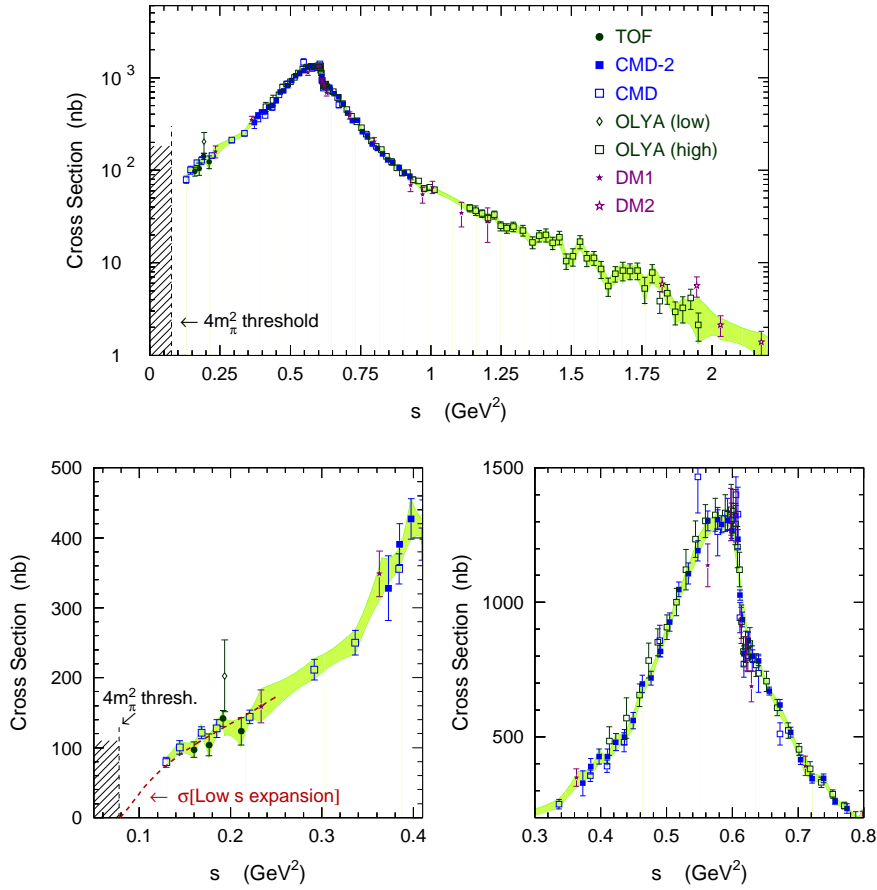 Cross Section (nb)
10³
10²
10
1
TOF
CMD-2
CMD
OLYA (low)
OLYA (high)
DM1
DM2
← 4m²π threshold
0 0.25 0.5 0.75 1 1.25 1.5 1.75 2
s (GeV²)
Cross Section (nb)
500
400
300
200
100
0
4m²π thresh.
← σ[Low s expansion]
0.1 0.2 0.3 0.4
s (GeV²)
Cross Section (nb)
1500
1000
500
0.3 0.4 0.5 0.6 0.7 0.8
s (GeV²)